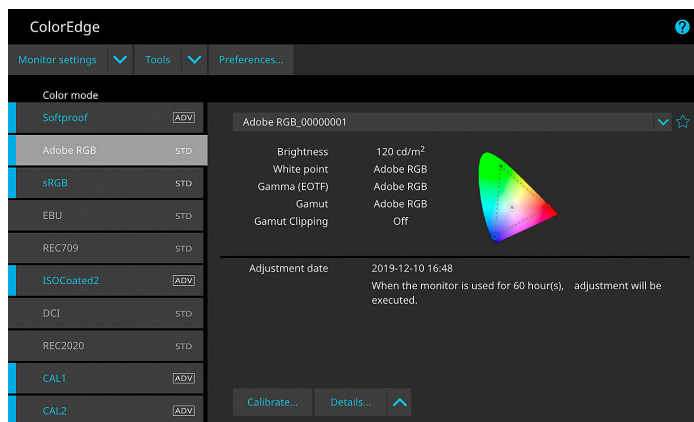 ColorEdge
?
Monitor settings Tools Preferences...
Color mode
Softproof ADV
Adobe RGB STD
sRGB STD
EBU STD
REC709 STD
ISOCoated2 ADV
DCI STD
REC2020 STD
CAL1 ADV
CAL2 ADV
Adobe RGB_00000001
Brightness 120 cd/m²
White point Adobe RGB
Gamma (EOTF) Adobe RGB
Gamut Adobe RGB
Gamut Clipping Off
Adjustment date 2019-12-10 16:48
When the monitor is used for 60 hour(s), adjustment will be
executed.
Calibrate... Details...